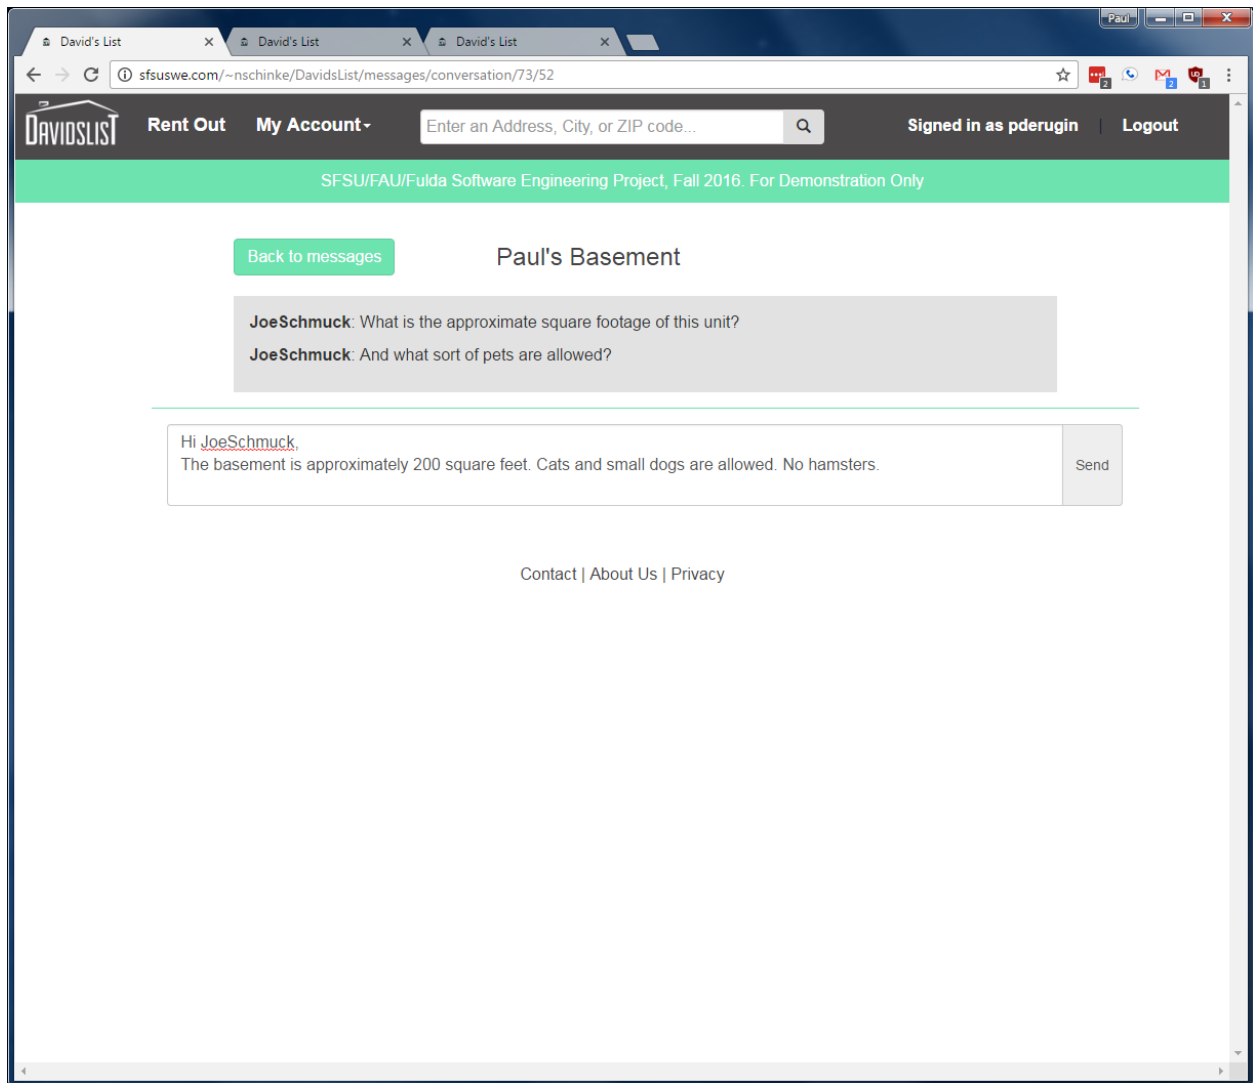 Paul
David's List
David's List
David's List
sfsuswe.com/~nschinke/DavidsList/messages/conversation/73/52
2
2
1
DAVIDSLIST
Rent Out
My Account
Enter an Address, City, or ZIP code...
Signed in as pderugin | Logout
SFSU/FAU/Fulda Software Engineering Project, Fall 2016. For Demonstration Only
Back to messages
Paul's Basement
JoeSchmuck: What is the approximate square footage of this unit?
JoeSchmuck: And what sort of pets are allowed?
Hi JoeSchmuck,
The basement is approximately 200 square feet. Cats and small dogs are allowed. No hamsters.
Send
Contact | About Us | Privacy